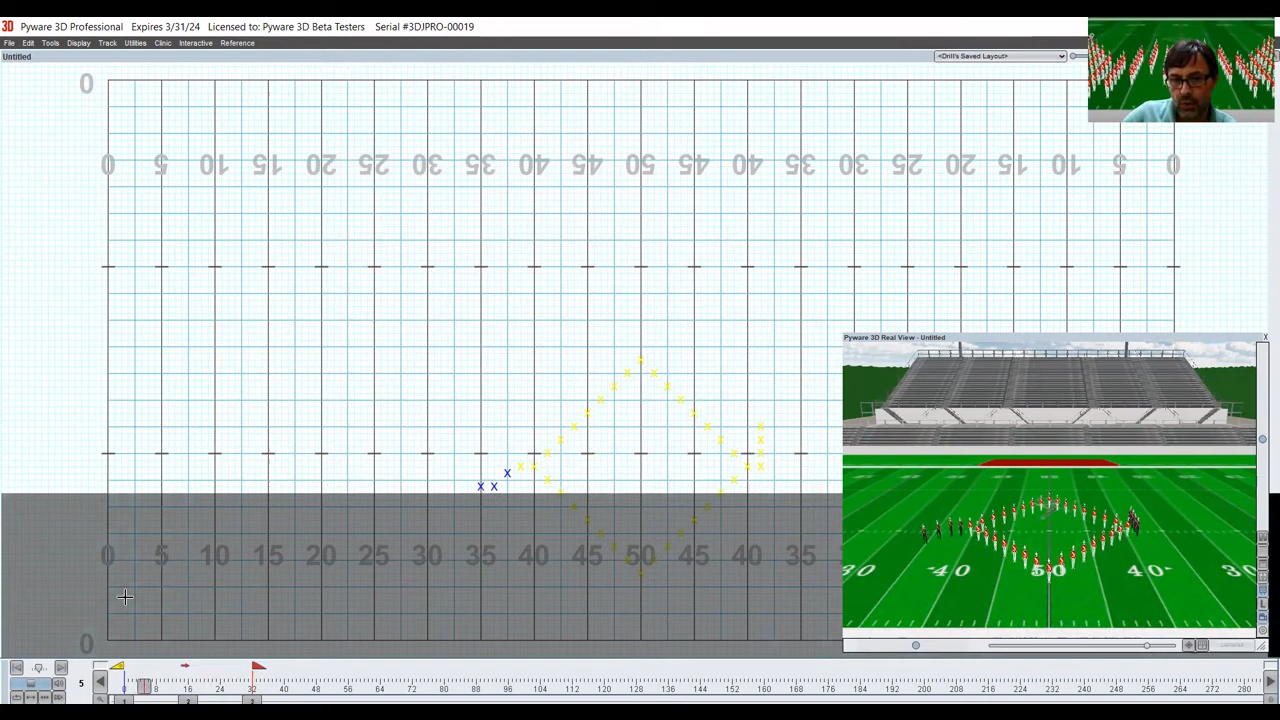 3D Pyware 3D Professional Expires 3/31/24 Licensed to: Pyware 3D Beta Testers Serial #3DJPRO-00019
File Edit Tools Display Track Utilities Clinic Interactive Reference
Untitled <Drill's Saved Layout>
0
0 5 10 15 20 25 30 35 40 45 50 45 40 35 30 25 20 15 10 5 0
Pyware 3D Real View - Untitled X
0 5 10 15 20 25 30 35 40 45 50 45 40 35
30 40 50 40 30
0
5 0 8 16 24 32 40 48 56 64 72 80 88 96 104 112 120 128 136 144 152 160 168 176 184 192 200 208 216 224 232 240 248 256 264 272 280
1 2 3